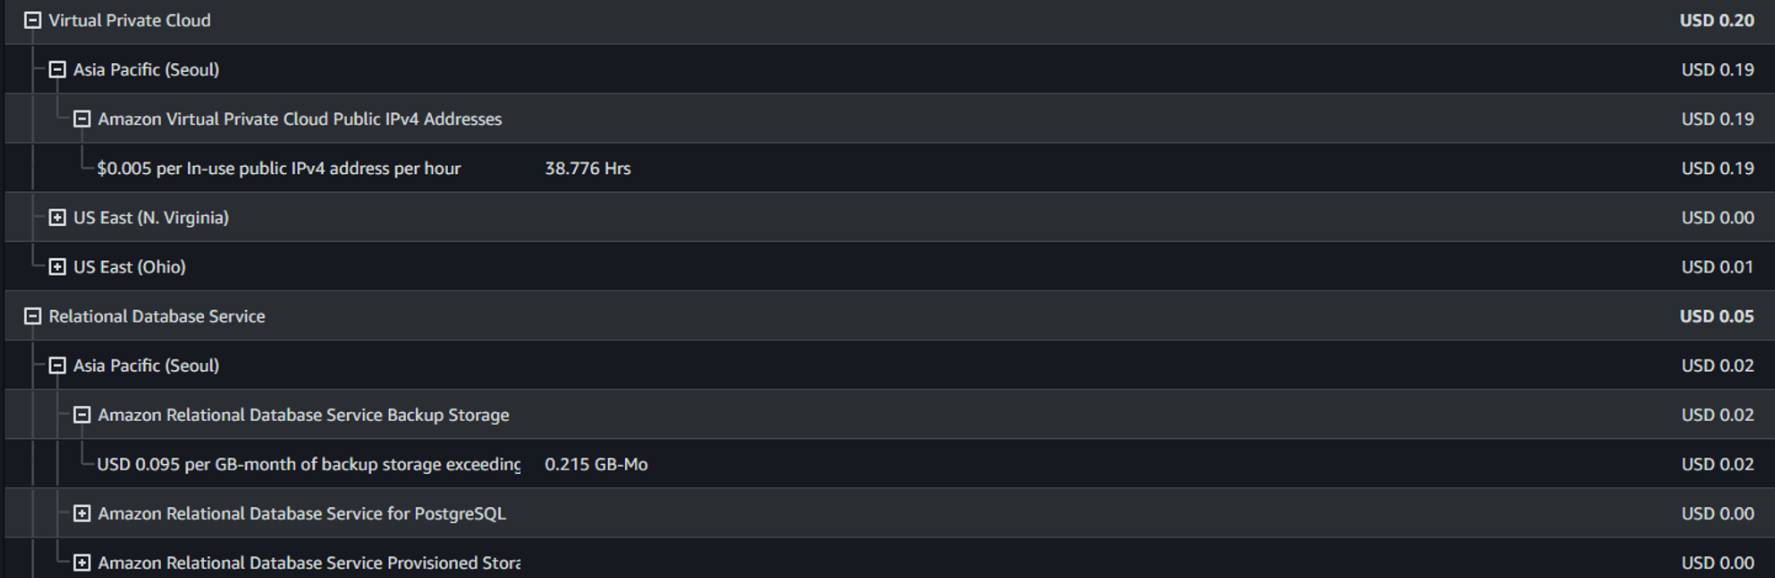 Virtual Private Cloud USD 0.20
Asia Pacific (Seoul) USD 0.19
Amazon Virtual Private Cloud Public IPv4 Addresses USD 0.19
$0.005 per In-use public IPv4 address per hour 38.776 Hrs USD 0.19
US East (N. Virginia) USD 0.00
US East (Ohio) USD 0.01
Relational Database Service USD 0.05
Asia Pacific (Seoul) USD 0.02
Amazon Relational Database Service Backup Storage USD 0.02
USD 0.095 per GB-month of backup storage exceeding 0.215 GB-Mo USD 0.02
Amazon Relational Database Service for PostgreSQL USD 0.00
Amazon Relational Database Service Provisioned Stora USD 0.00